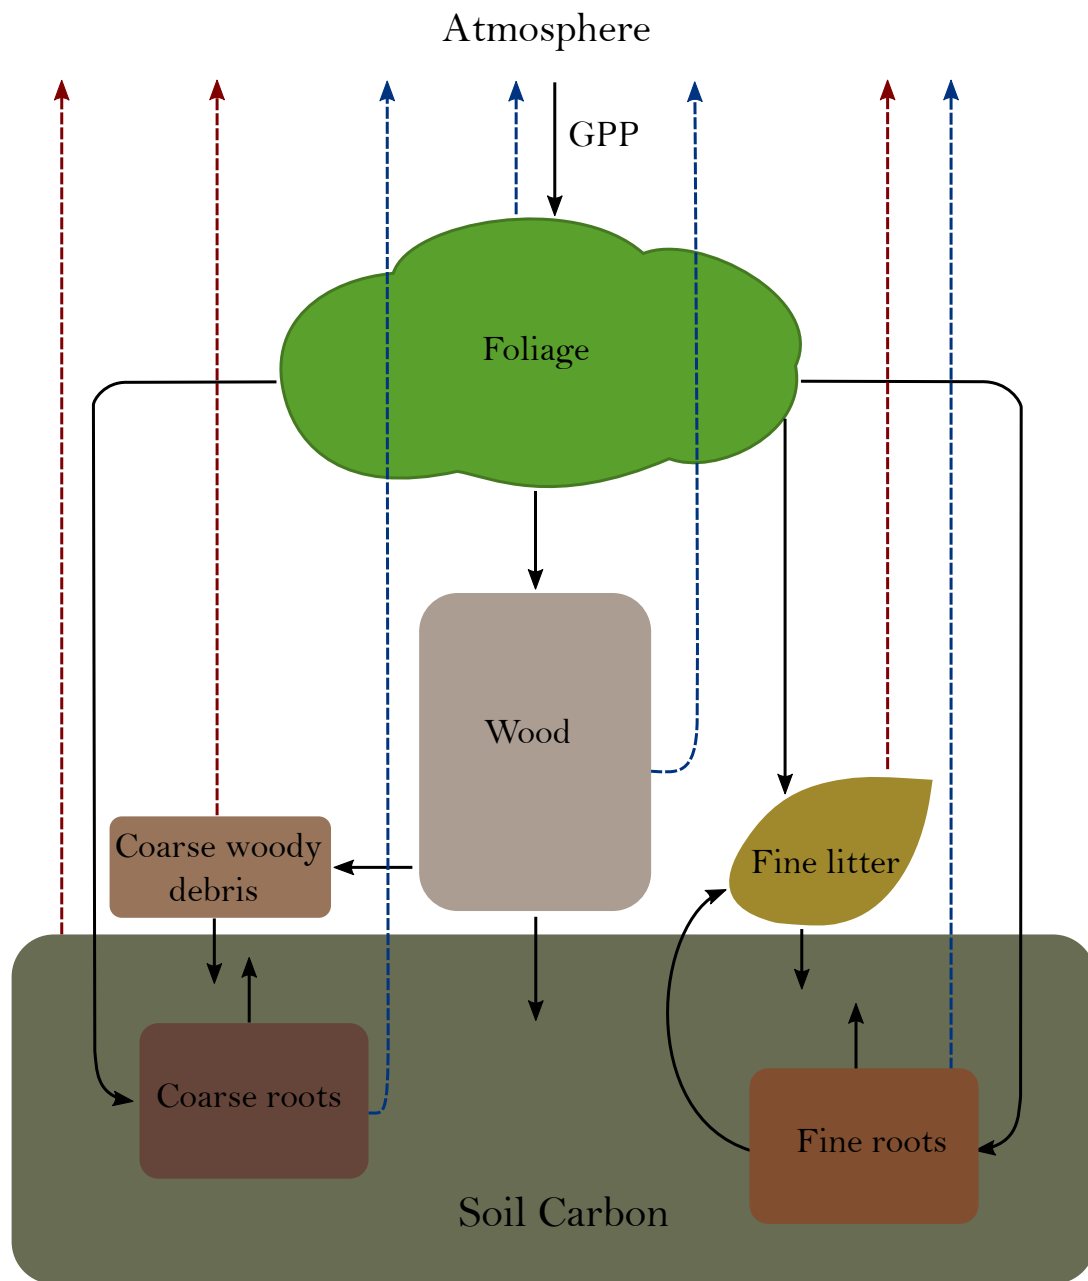 Atmosphere
GPP
Foliage
Wood
Coarse woody
debris
Fine litter
Coarse roots
Fine roots
Soil Carbon